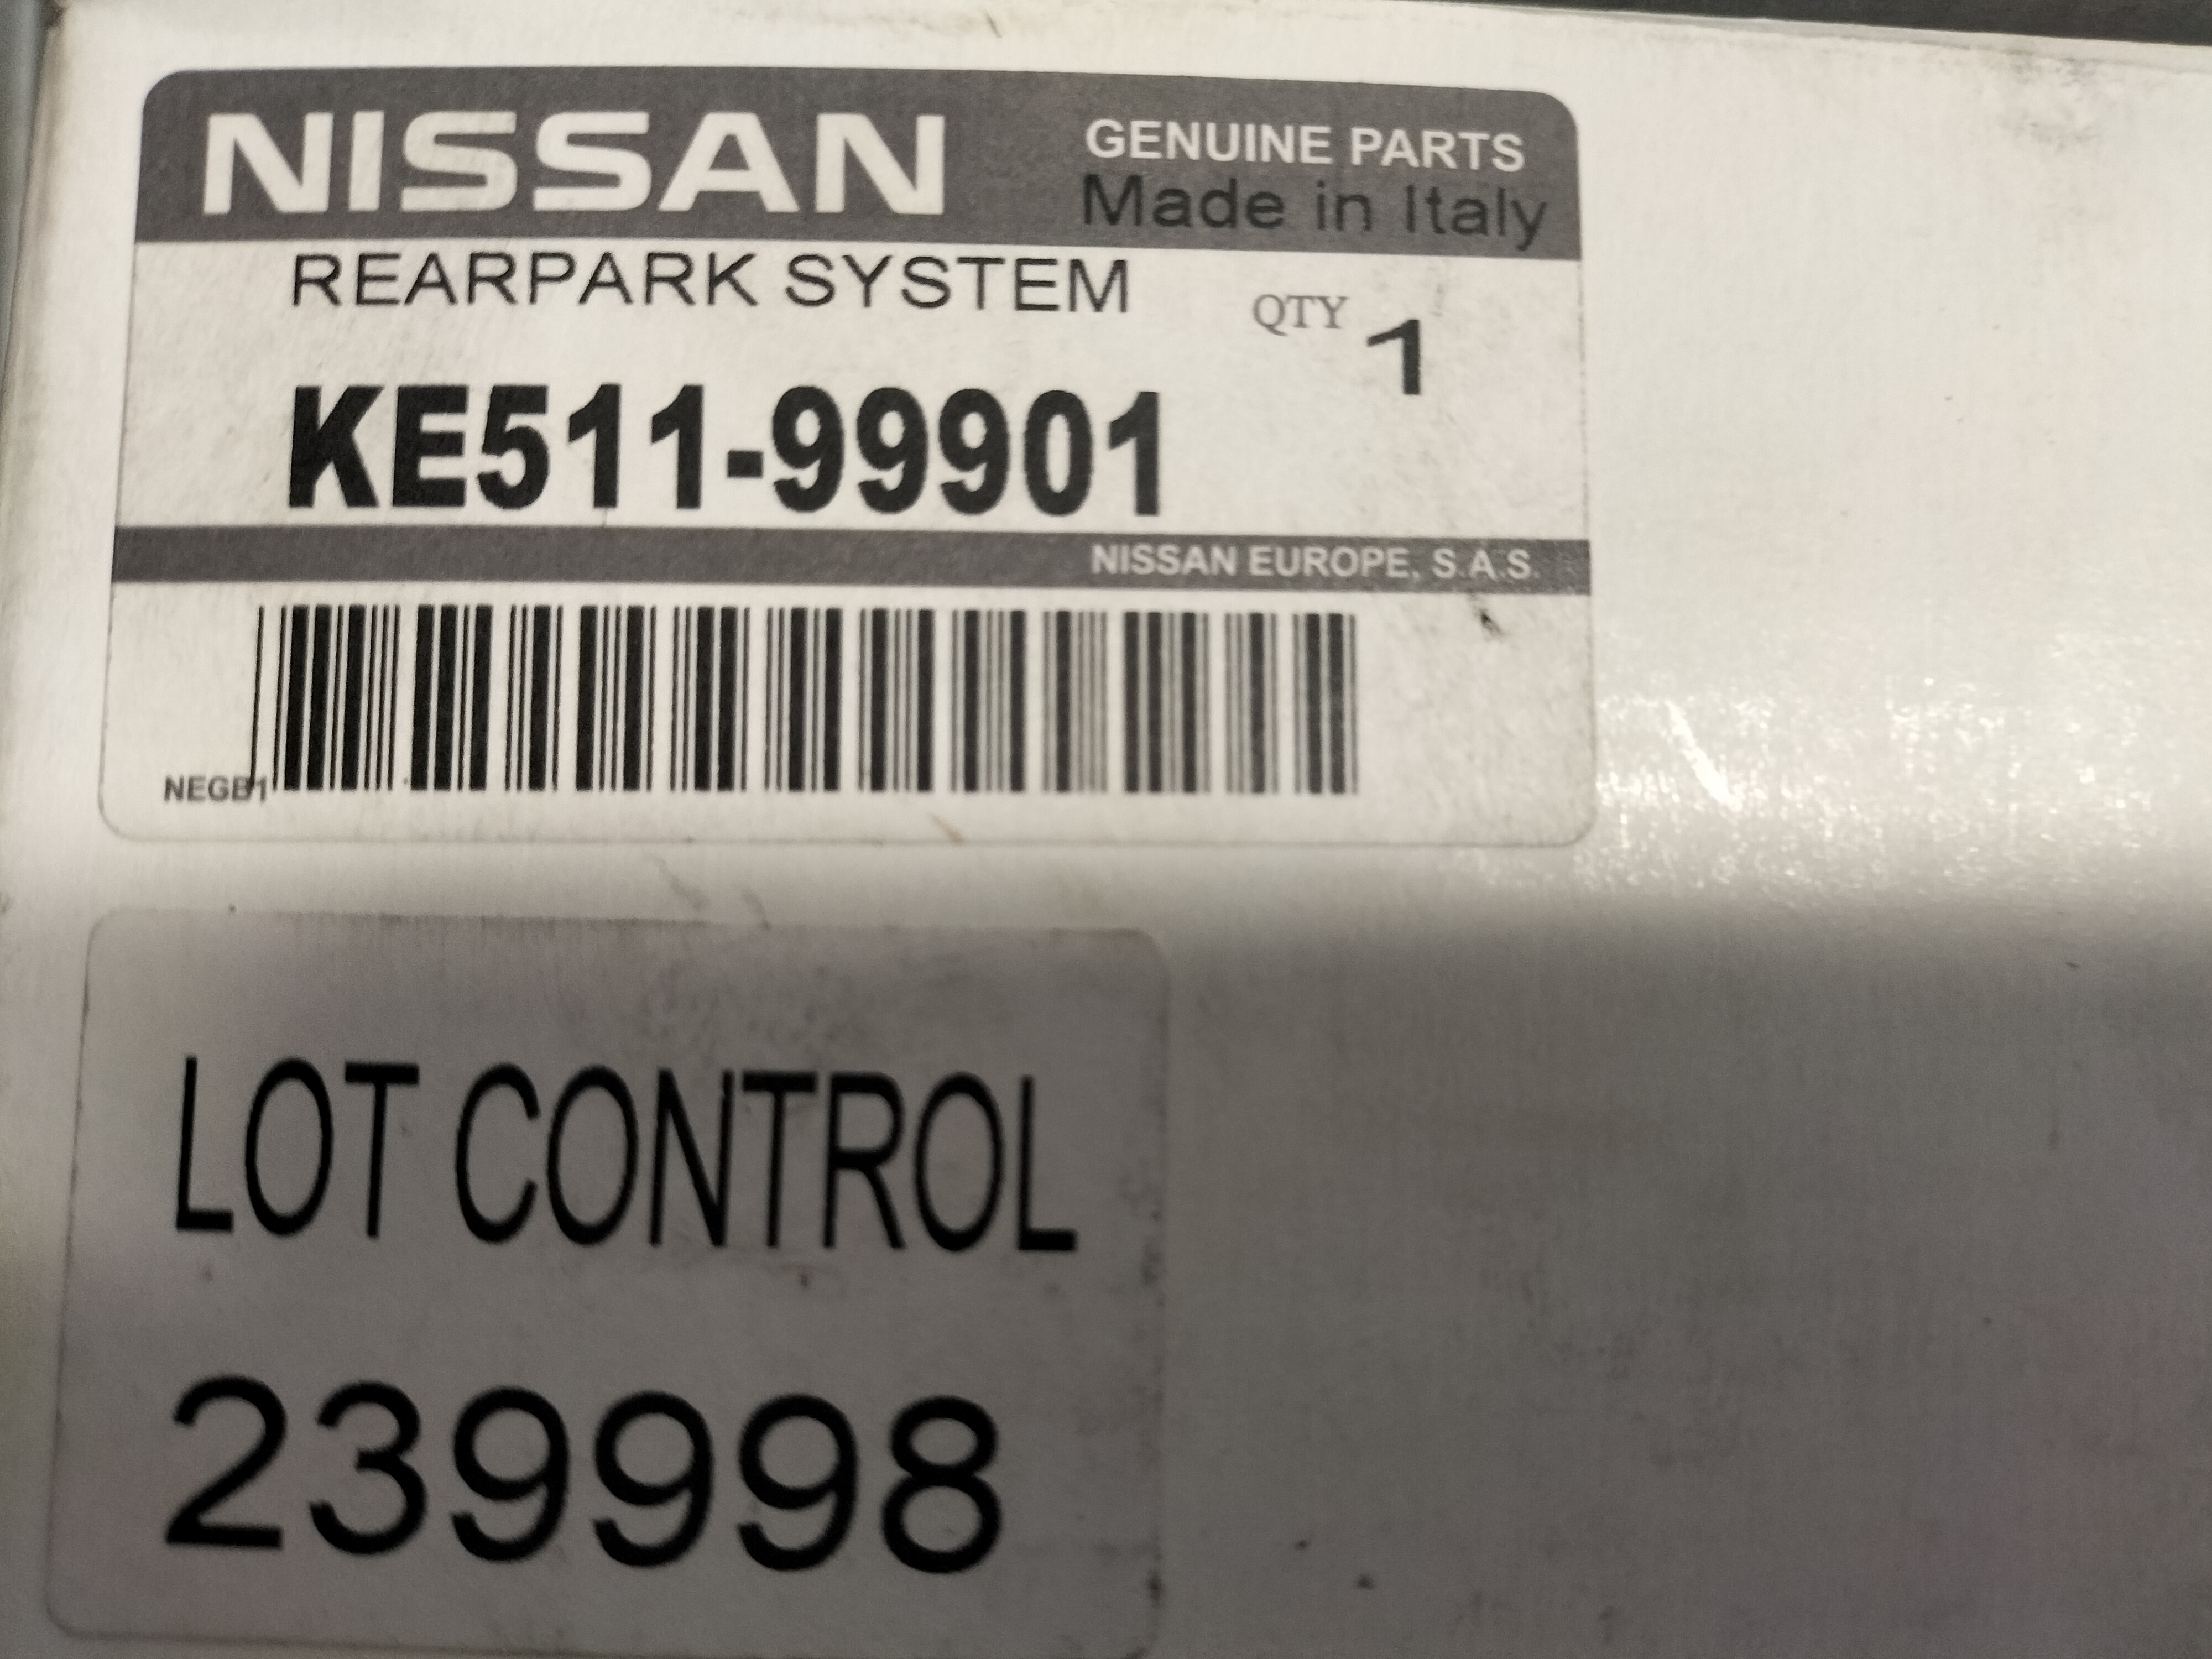 NISSAN
GENUINE PARTS
Made in Italy
REARPARK SYSTEM
QTY 1
KE511-99901
NISSAN EUROPE, S.A.S.
NEGB1
LOT CONTROL
239998